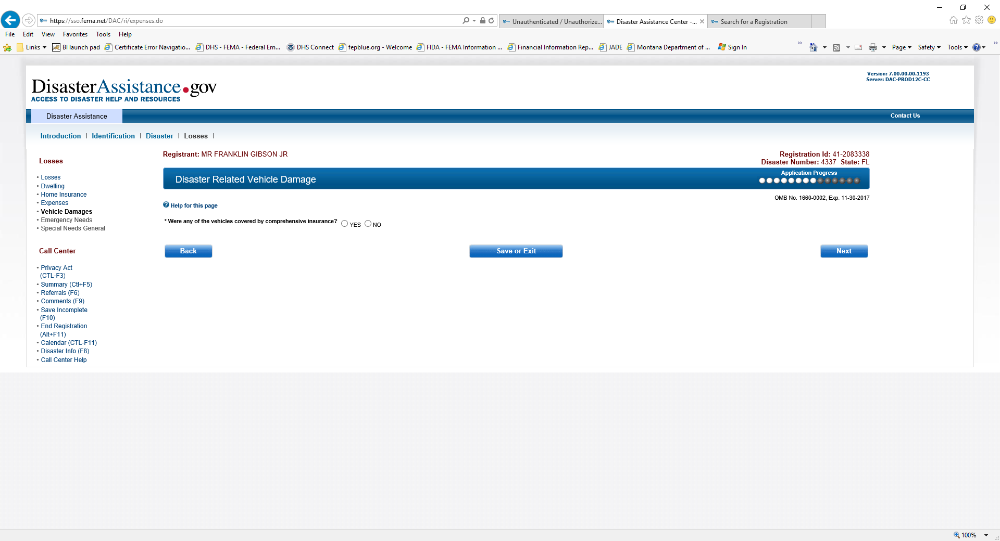 https://sso.fema.net/DAC/ri/expenses.do
Unauthenticated / Unauthorize...
Disaster Assistance Center -...
Search for a Registration
File Edit View Favorites Tools Help
Links
BI launch pad
Certificate Error Navigatio...
DHS - FEMA - Federal Em...
DHS Connect
fepblue.org - Welcome
FIDA - FEMA Information ...
Financial Information Rep...
JADE
Montana Department of ...
Sign In
Page Safety Tools
Version: 7.00.00.00.1193
Server: DAC-PROD12C-CC
DisasterAssistance.gov
ACCESS TO DISASTER HELP AND RESOURCES
Disaster Assistance
Contact Us
Introduction | Identification | Disaster | Losses |
Losses
• Losses
• Dwelling
• Home Insurance
• Expenses
• Vehicle Damages
• Emergency Needs
• Special Needs General
Call Center
• Privacy Act
(CTL-F3)
• Summary (Ctl+F5)
• Referrals (F6)
• Comments (F9)
• Save Incomplete
(F10)
• End Registration
(Alt+F11)
• Calendar (CTL-F11)
• Disaster Info (F8)
• Call Center Help
Registrant: MR FRANKLIN GIBSON JR
Registration Id: 41-2083338
Disaster Number: 4337 State: FL
Disaster Related Vehicle Damage
Application Progress
OMB No. 1660-0002, Exp. 11-30-2017
? Help for this page
* Were any of the vehicles covered by comprehensive insurance? YES NO
Back
Save or Exit
Next
100%